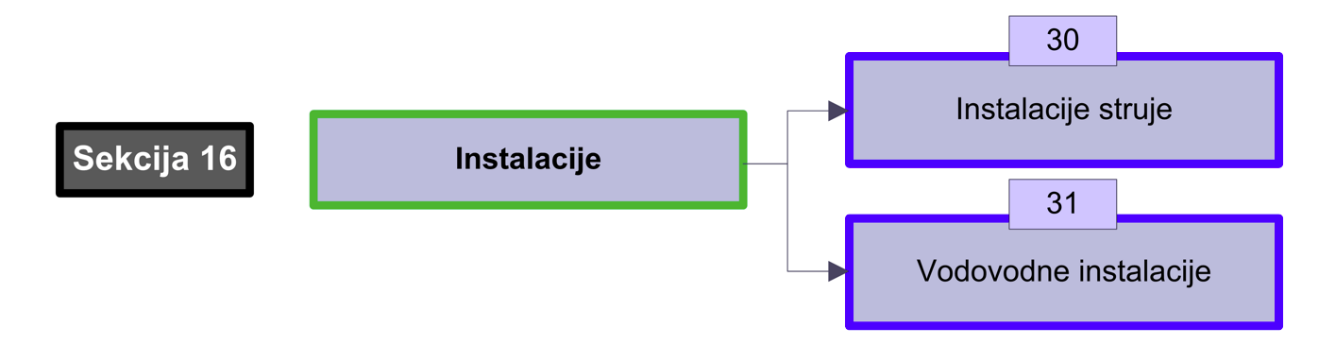 Sekcija 16
Instalacije
30
Instalacije struje
31
Vodovodne instalacije